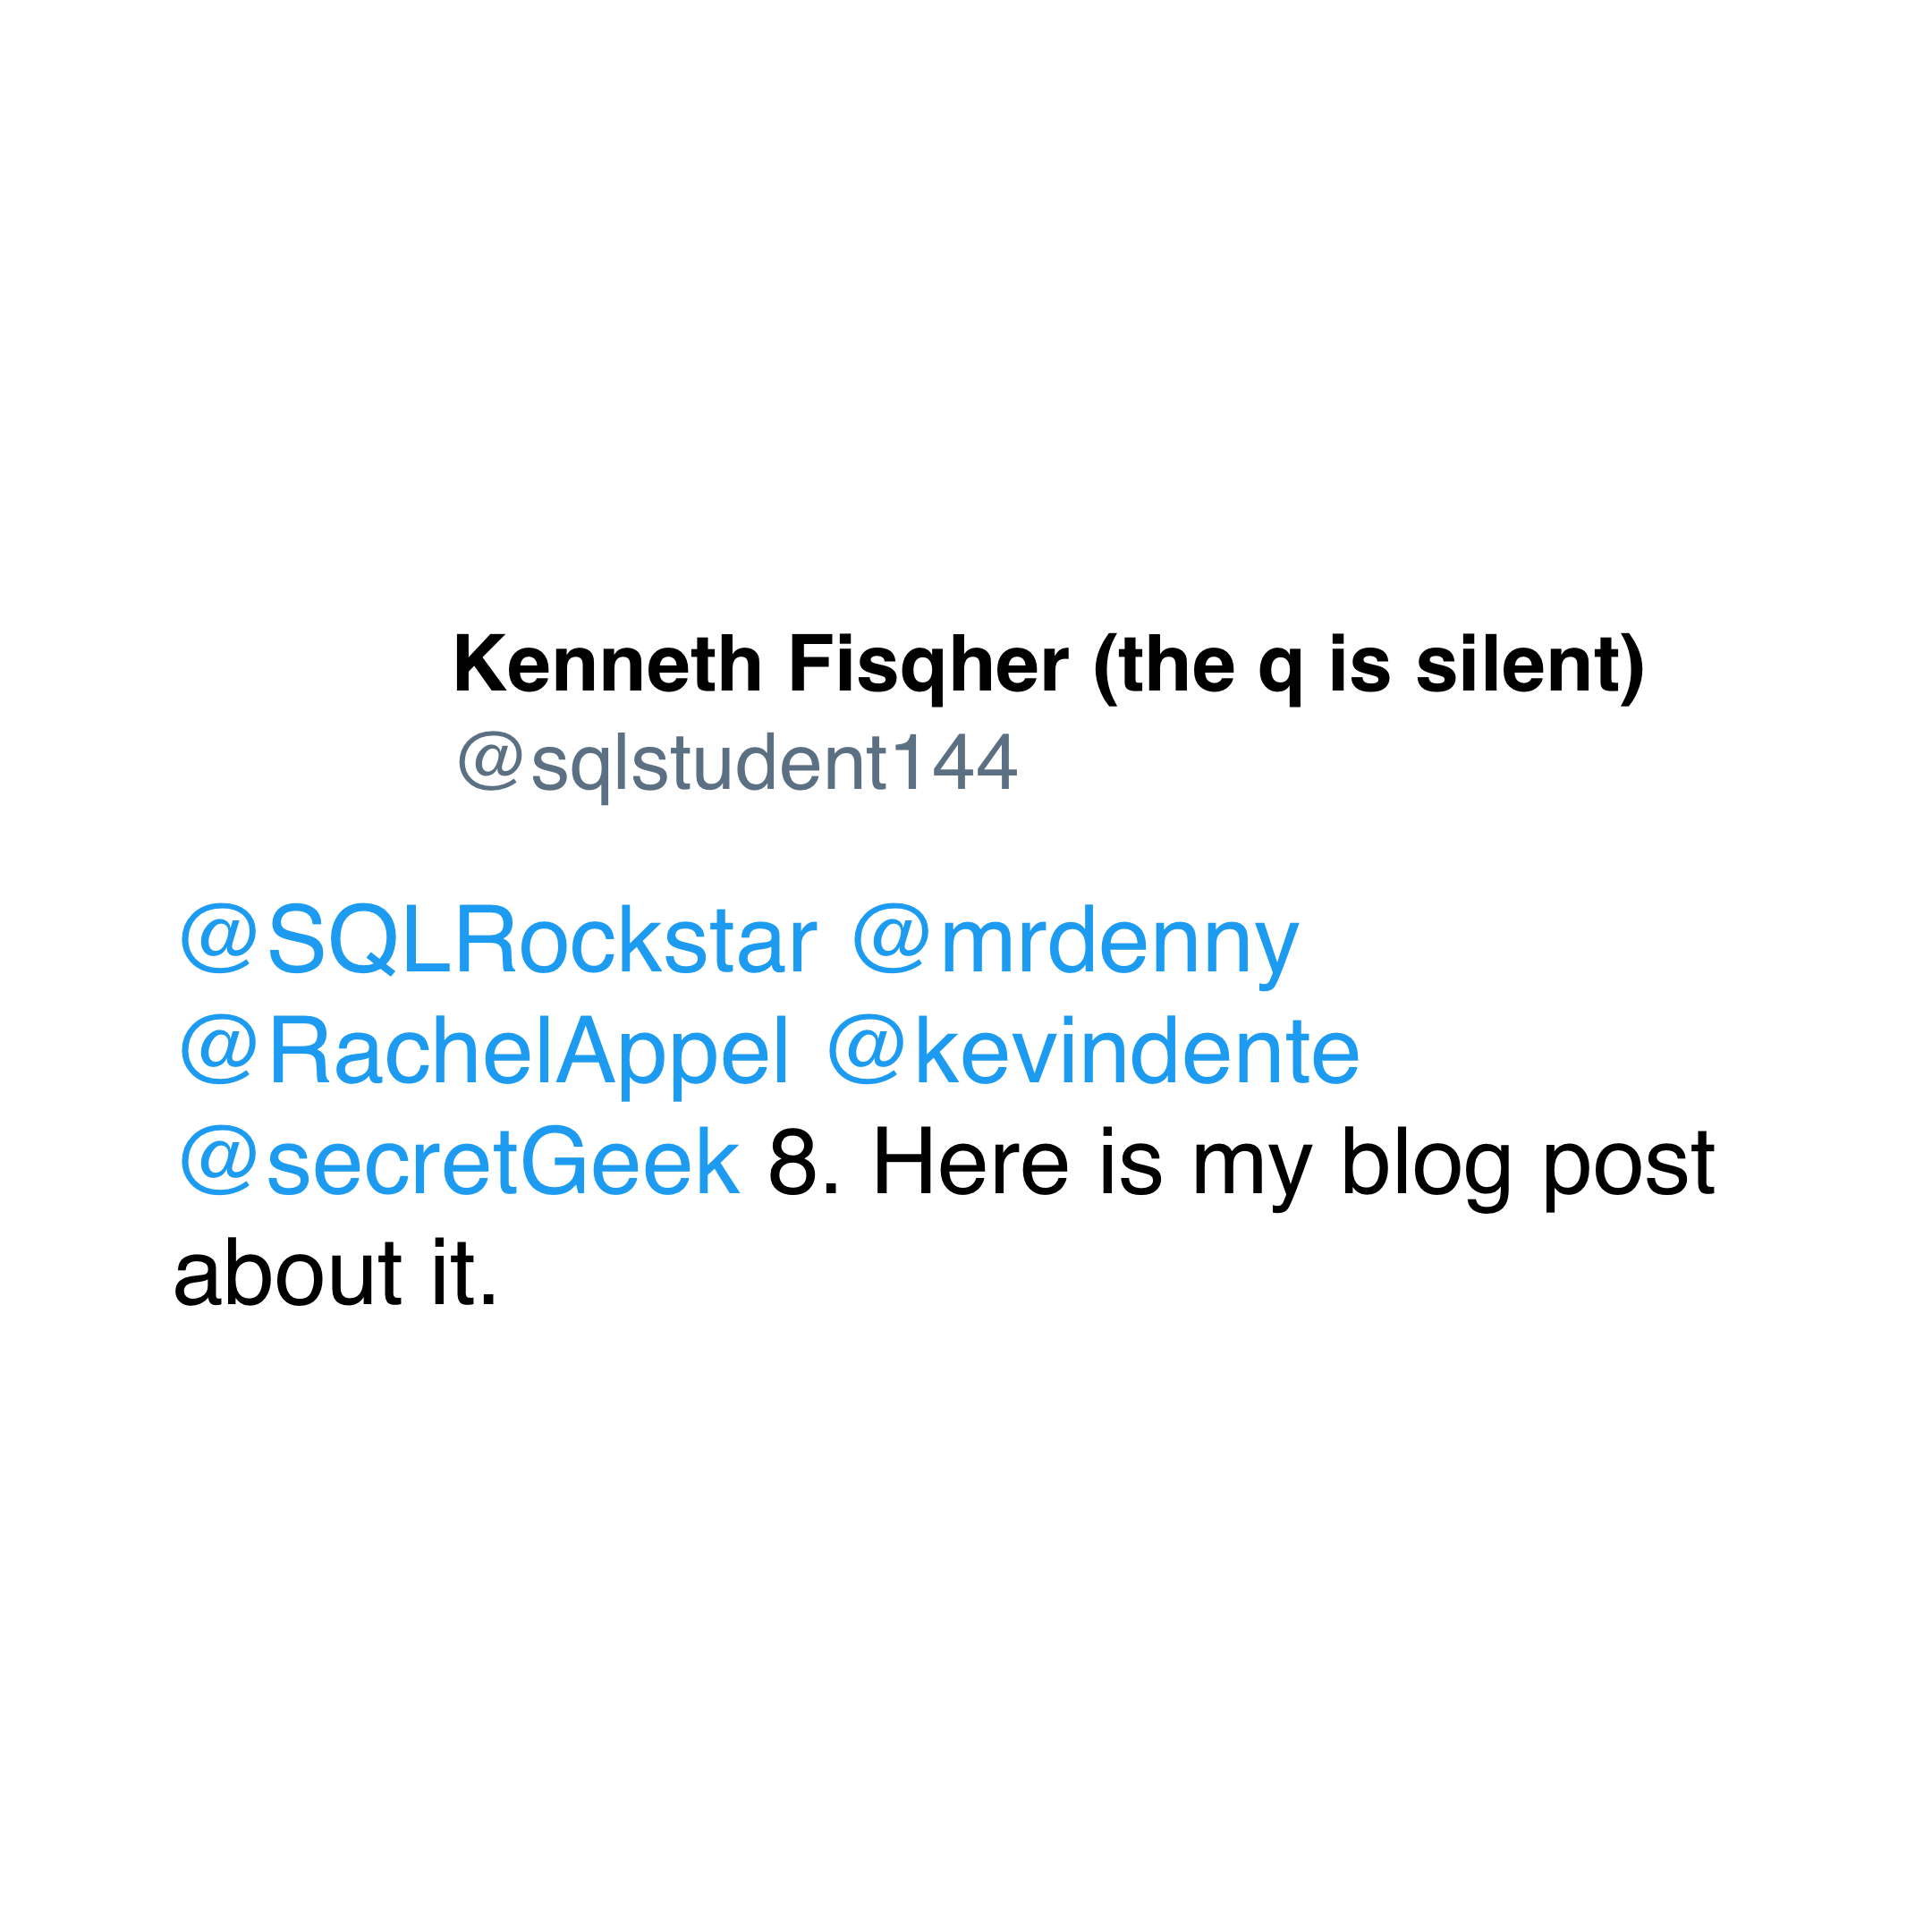 Kenneth Fisqher (the q is silent)
@sqlstudent144
@SQLRockstar @mrdenny
@RachelAppel @kevindente
@secretGeek 8. Here is my blog post
about it.